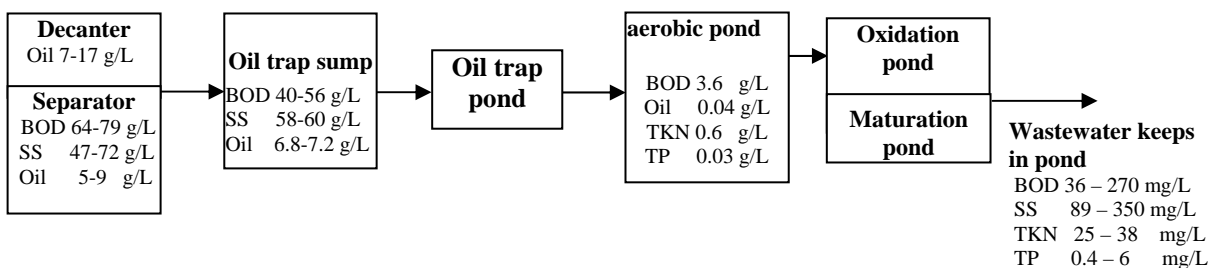 Decanter
Oil 7-17 g/L
Separator
BOD 64-79 g/L
SS 47-72 g/L
Oil 5-9 g/L
Oil trap sump
BOD 40-56 g/L
SS 58-60 g/L
Oil 6.8-7.2 g/L
Oil trap
pond
aerobic pond
BOD 3.6 g/L
Oil 0.04 g/L
TKN 0.6 g/L
TP 0.03 g/L
Oxidation
pond
Maturation
pond
Wastewater keeps
in pond
BOD 36 – 270 mg/L
SS 89 – 350 mg/L
TKN 25 – 38 mg/L
TP 0.4 – 6 mg/L